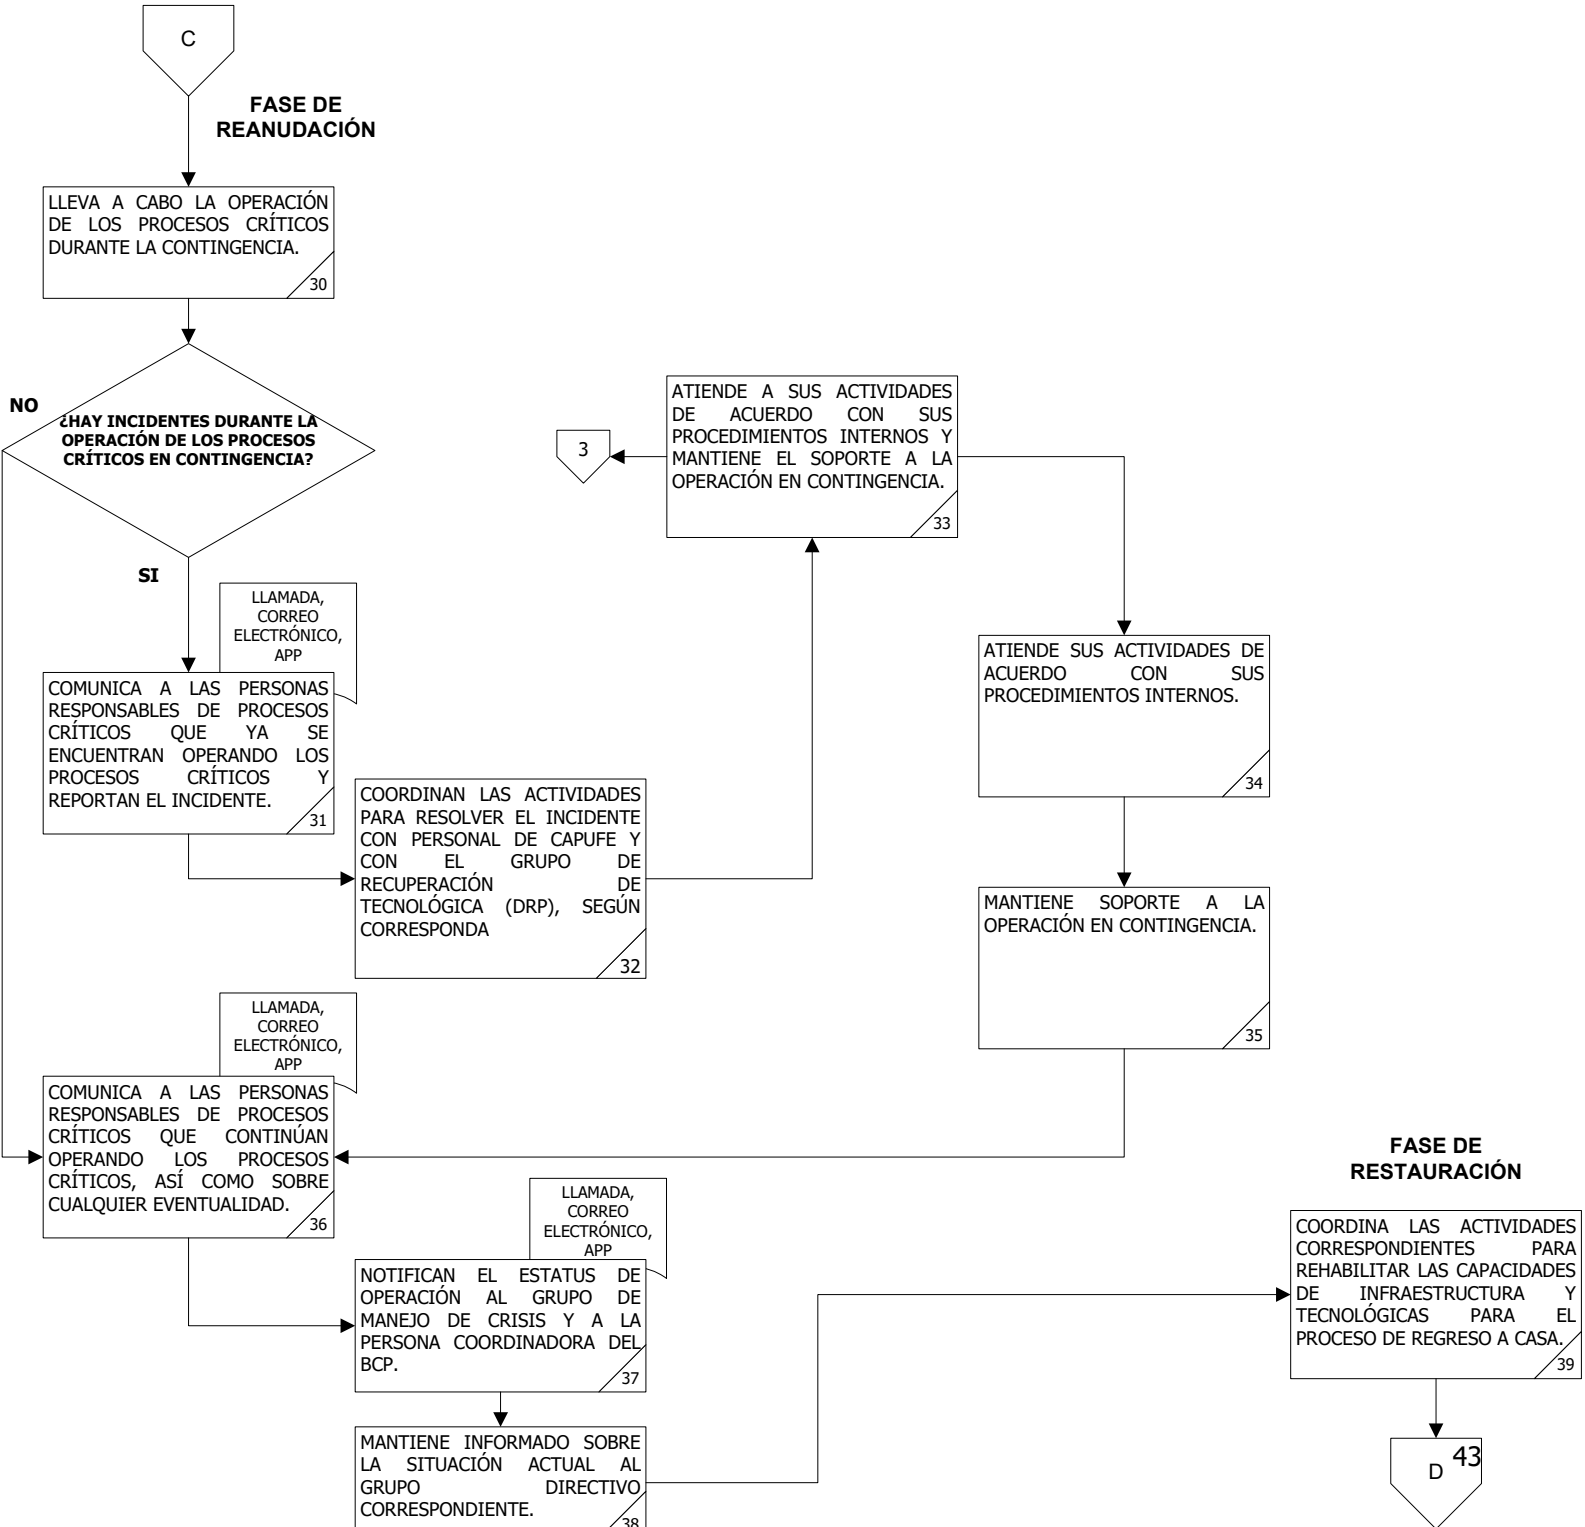 C
FASE DE
REANUDACIÓN
LLEVA A CABO LA OPERACIÓN
DE LOS PROCESOS CRÍTICOS
DURANTE LA CONTINGENCIA.
30
NO
¿HAY INCIDENTES DURANTE LA
OPERACIÓN DE LOS PROCESOS
CRÍTICOS EN CONTINGENCIA?
SI
LLAMADA,
CORREO
ELECTRÓNICO,
APP
COMUNICA A LAS PERSONAS
RESPONSABLES DE PROCESOS
CRÍTICOS QUE YA SE
ENCUENTRAN OPERANDO LOS
PROCESOS CRÍTICOS Y
REPORTAN EL INCIDENTE.
31
COORDINAN LAS ACTIVIDADES
PARA RESOLVER EL INCIDENTE
CON PERSONAL DE CAPUFE Y
CON EL GRUPO DE
RECUPERACIÓN DE
TECNOLÓGICA (DRP), SEGÚN
CORRESPONDA
32
3
ATIENDE A SUS ACTIVIDADES
DE ACUERDO CON SUS
PROCEDIMIENTOS INTERNOS Y
MANTIENE EL SOPORTE A LA
OPERACIÓN EN CONTINGENCIA.
33
ATIENDE SUS ACTIVIDADES DE
ACUERDO CON SUS
PROCEDIMIENTOS INTERNOS.
34
MANTIENE SOPORTE A LA
OPERACIÓN EN CONTINGENCIA.
35
LLAMADA,
CORREO
ELECTRÓNICO,
APP
COMUNICA A LAS PERSONAS
RESPONSABLES DE PROCESOS
CRÍTICOS QUE CONTINÚAN
OPERANDO LOS PROCESOS
CRÍTICOS, ASÍ COMO SOBRE
CUALQUIER EVENTUALIDAD.
36
LLAMADA,
CORREO
ELECTRÓNICO,
APP
NOTIFICAN EL ESTATUS DE
OPERACIÓN AL GRUPO DE
MANEJO DE CRISIS Y A LA
PERSONA COORDINADORA DEL
BCP.
37
MANTIENE INFORMADO SOBRE
LA SITUACIÓN ACTUAL AL
GRUPO DIRECTIVO
CORRESPONDIENTE.
38
FASE DE
RESTAURACIÓN
COORDINA LAS ACTIVIDADES
CORRESPONDIENTES PARA
REHABILITAR LAS CAPACIDADES
DE INFRAESTRUCTURA Y
TECNOLÓGICAS PARA EL
PROCESO DE REGRESO A CASA.
39
D
43